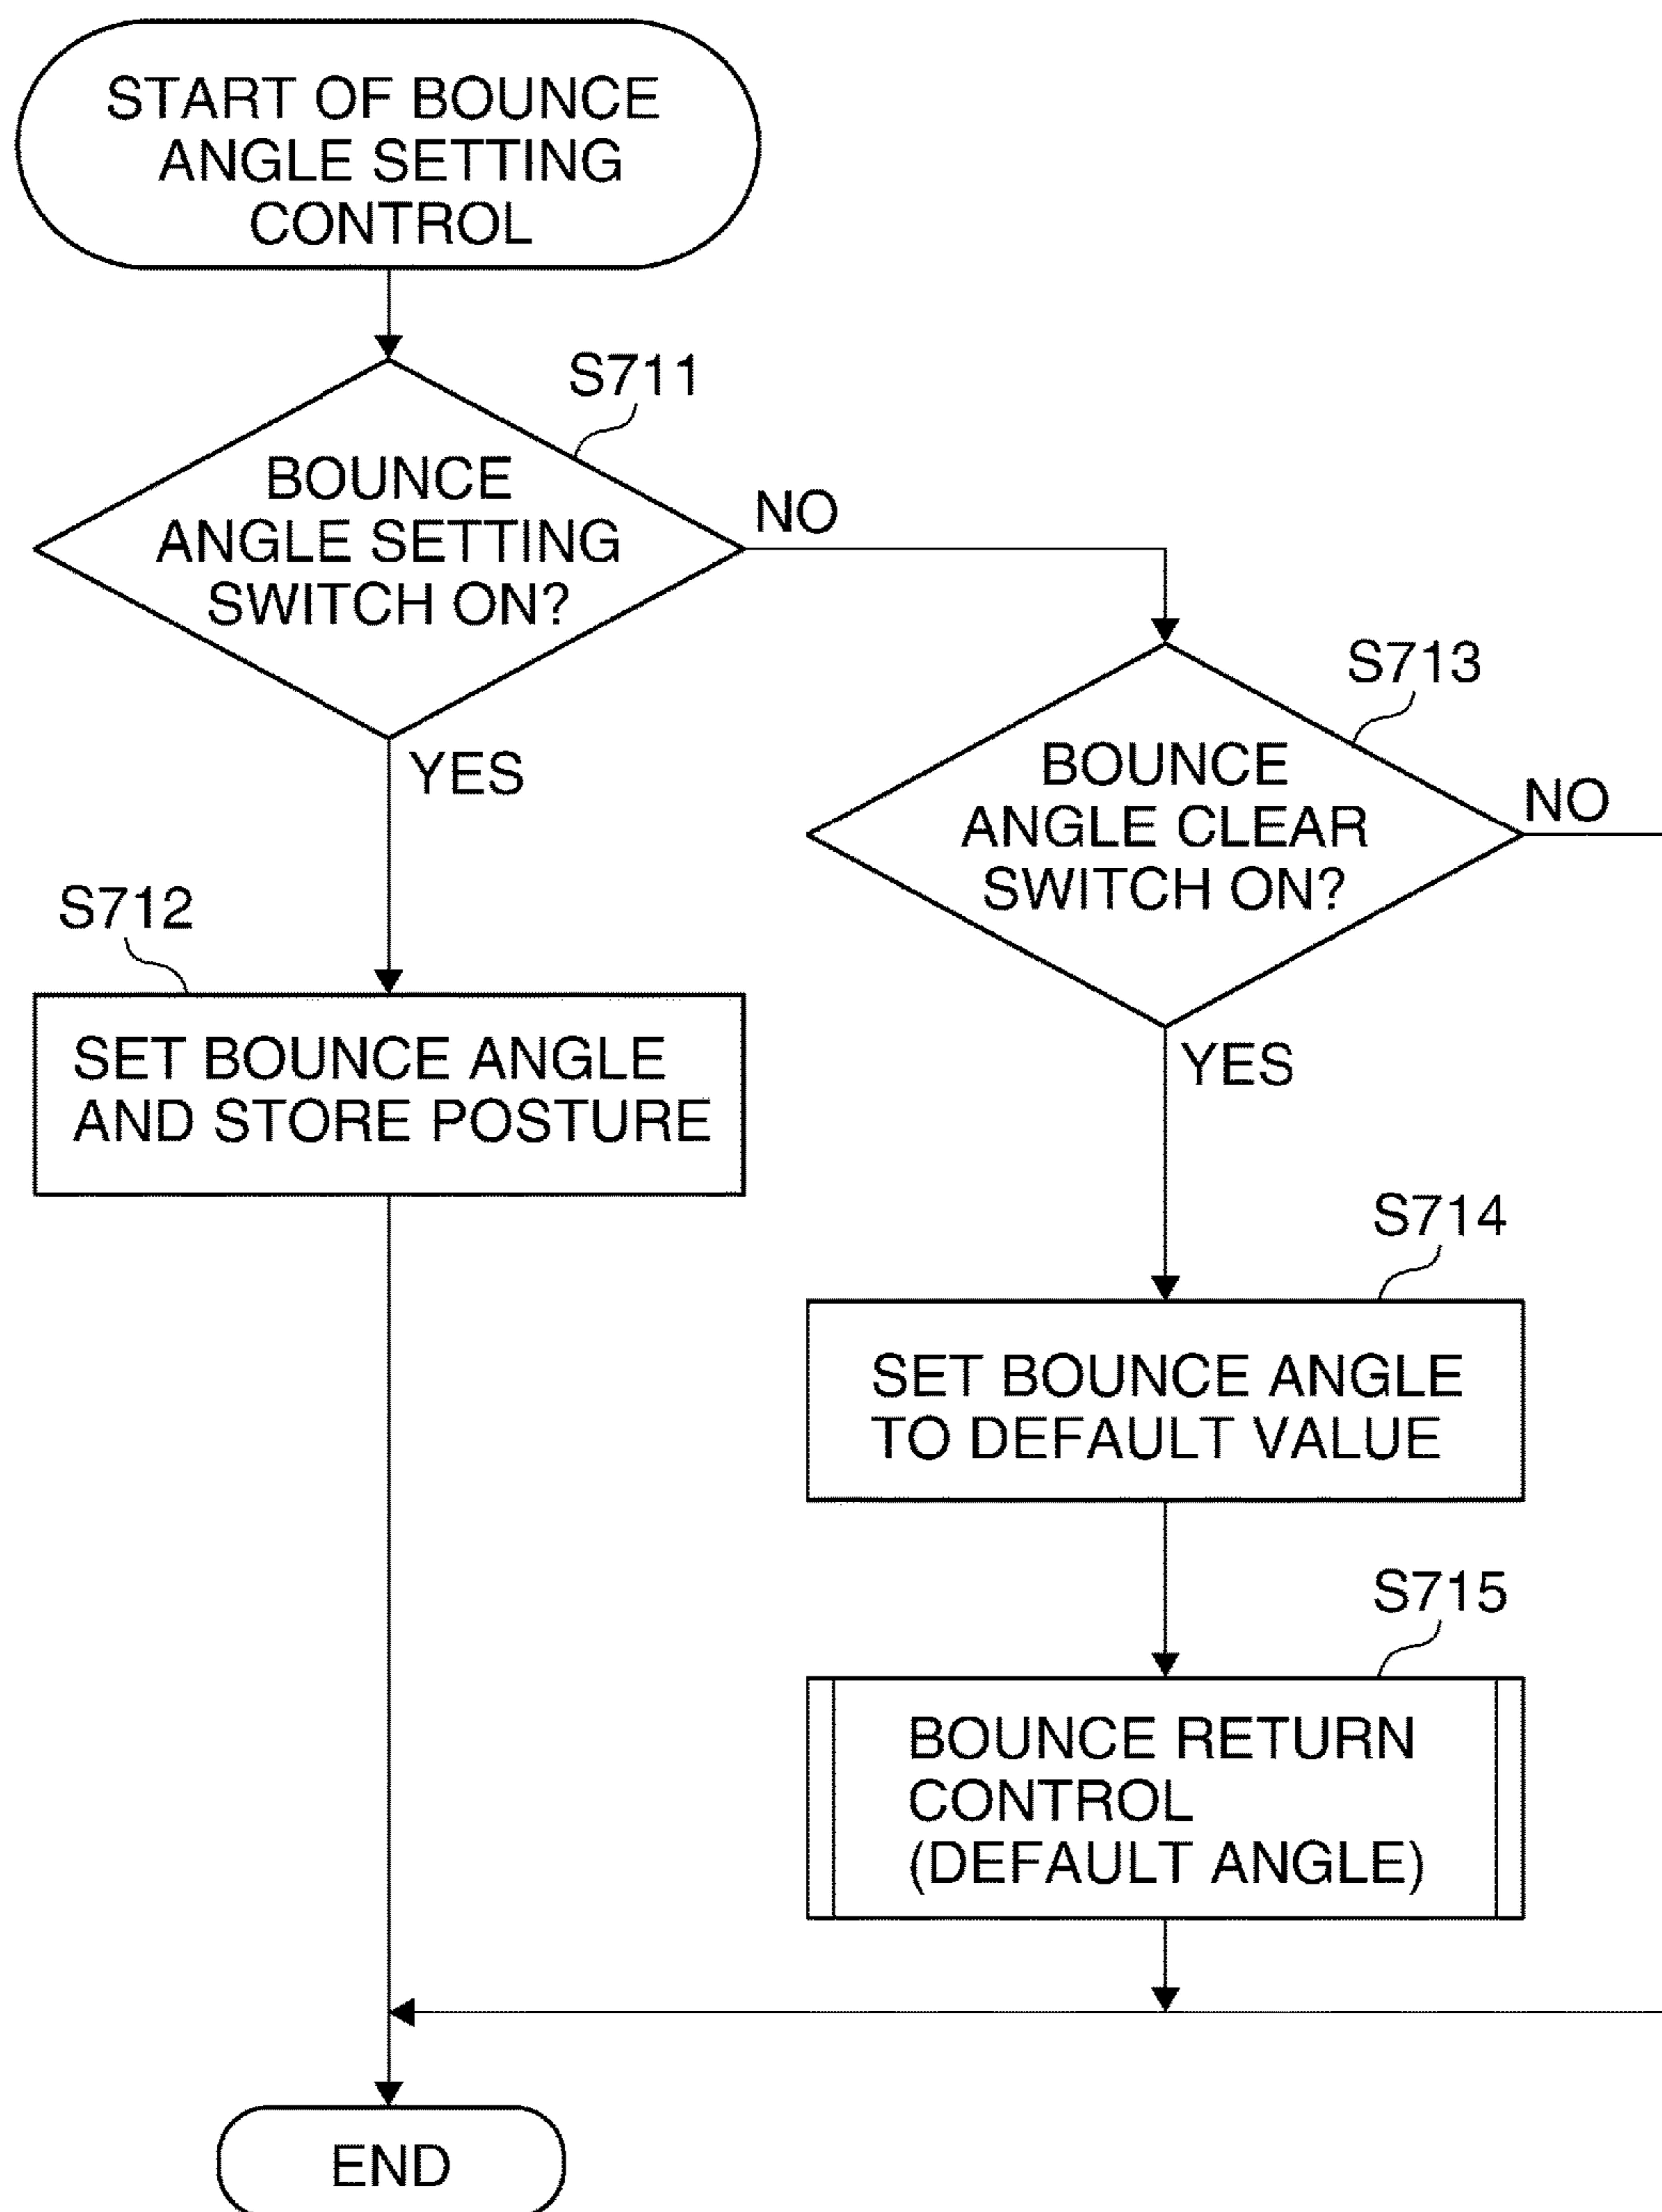 START OF BOUNCE
ANGLE SETTING
CONTROL
S711
BOUNCE
ANGLE SETTING
SWITCH ON?
NO
YES
S713
BOUNCE
ANGLE CLEAR
SWITCH ON?
NO
YES
S712
SET BOUNCE ANGLE
AND STORE POSTURE
S714
SET BOUNCE ANGLE
TO DEFAULT VALUE
S715
BOUNCE RETURN
CONTROL
(DEFAULT ANGLE)
END